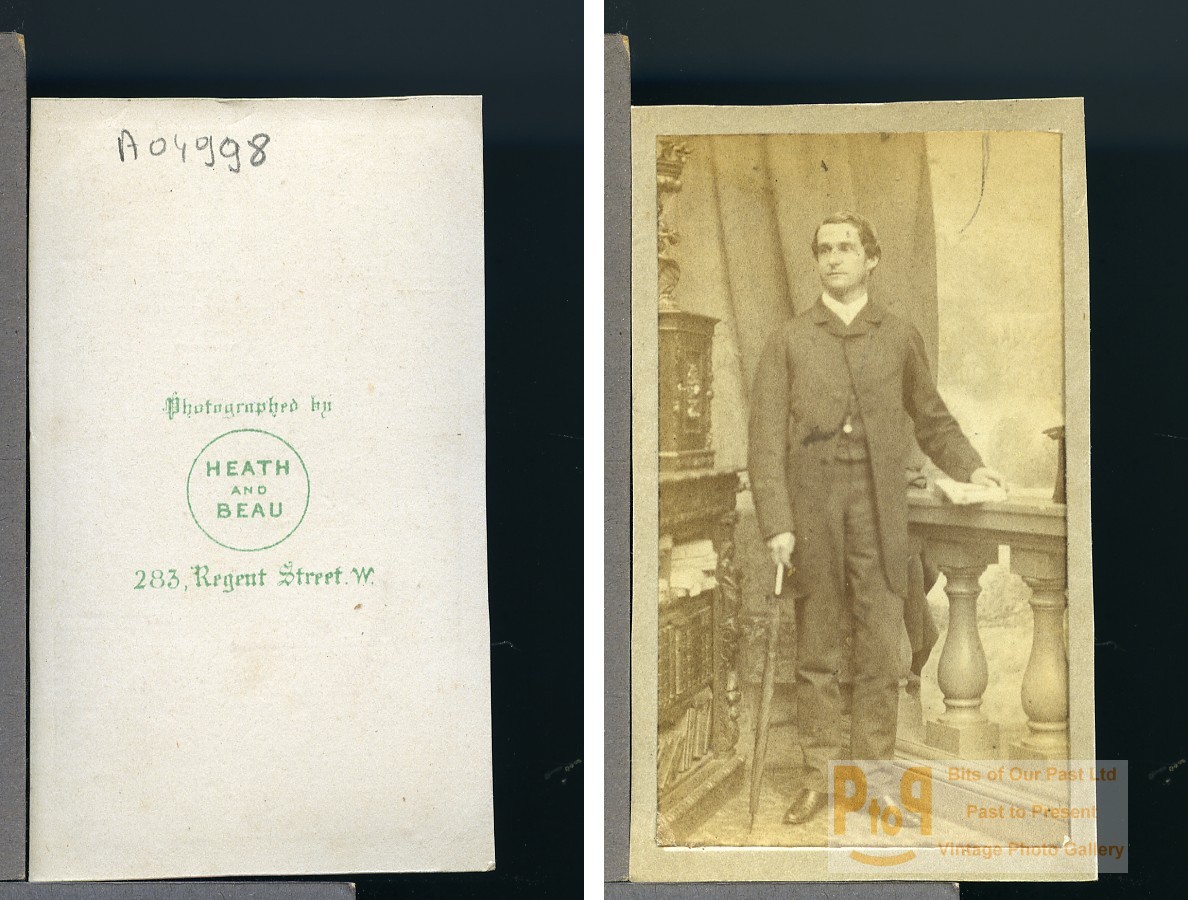 A04998
Photographed by
HEATH
AND
BEAU
283, Regent Street. W.
PtoP
Bits of Our Past Ltd
Past to Present
Vintage Photo Gallery